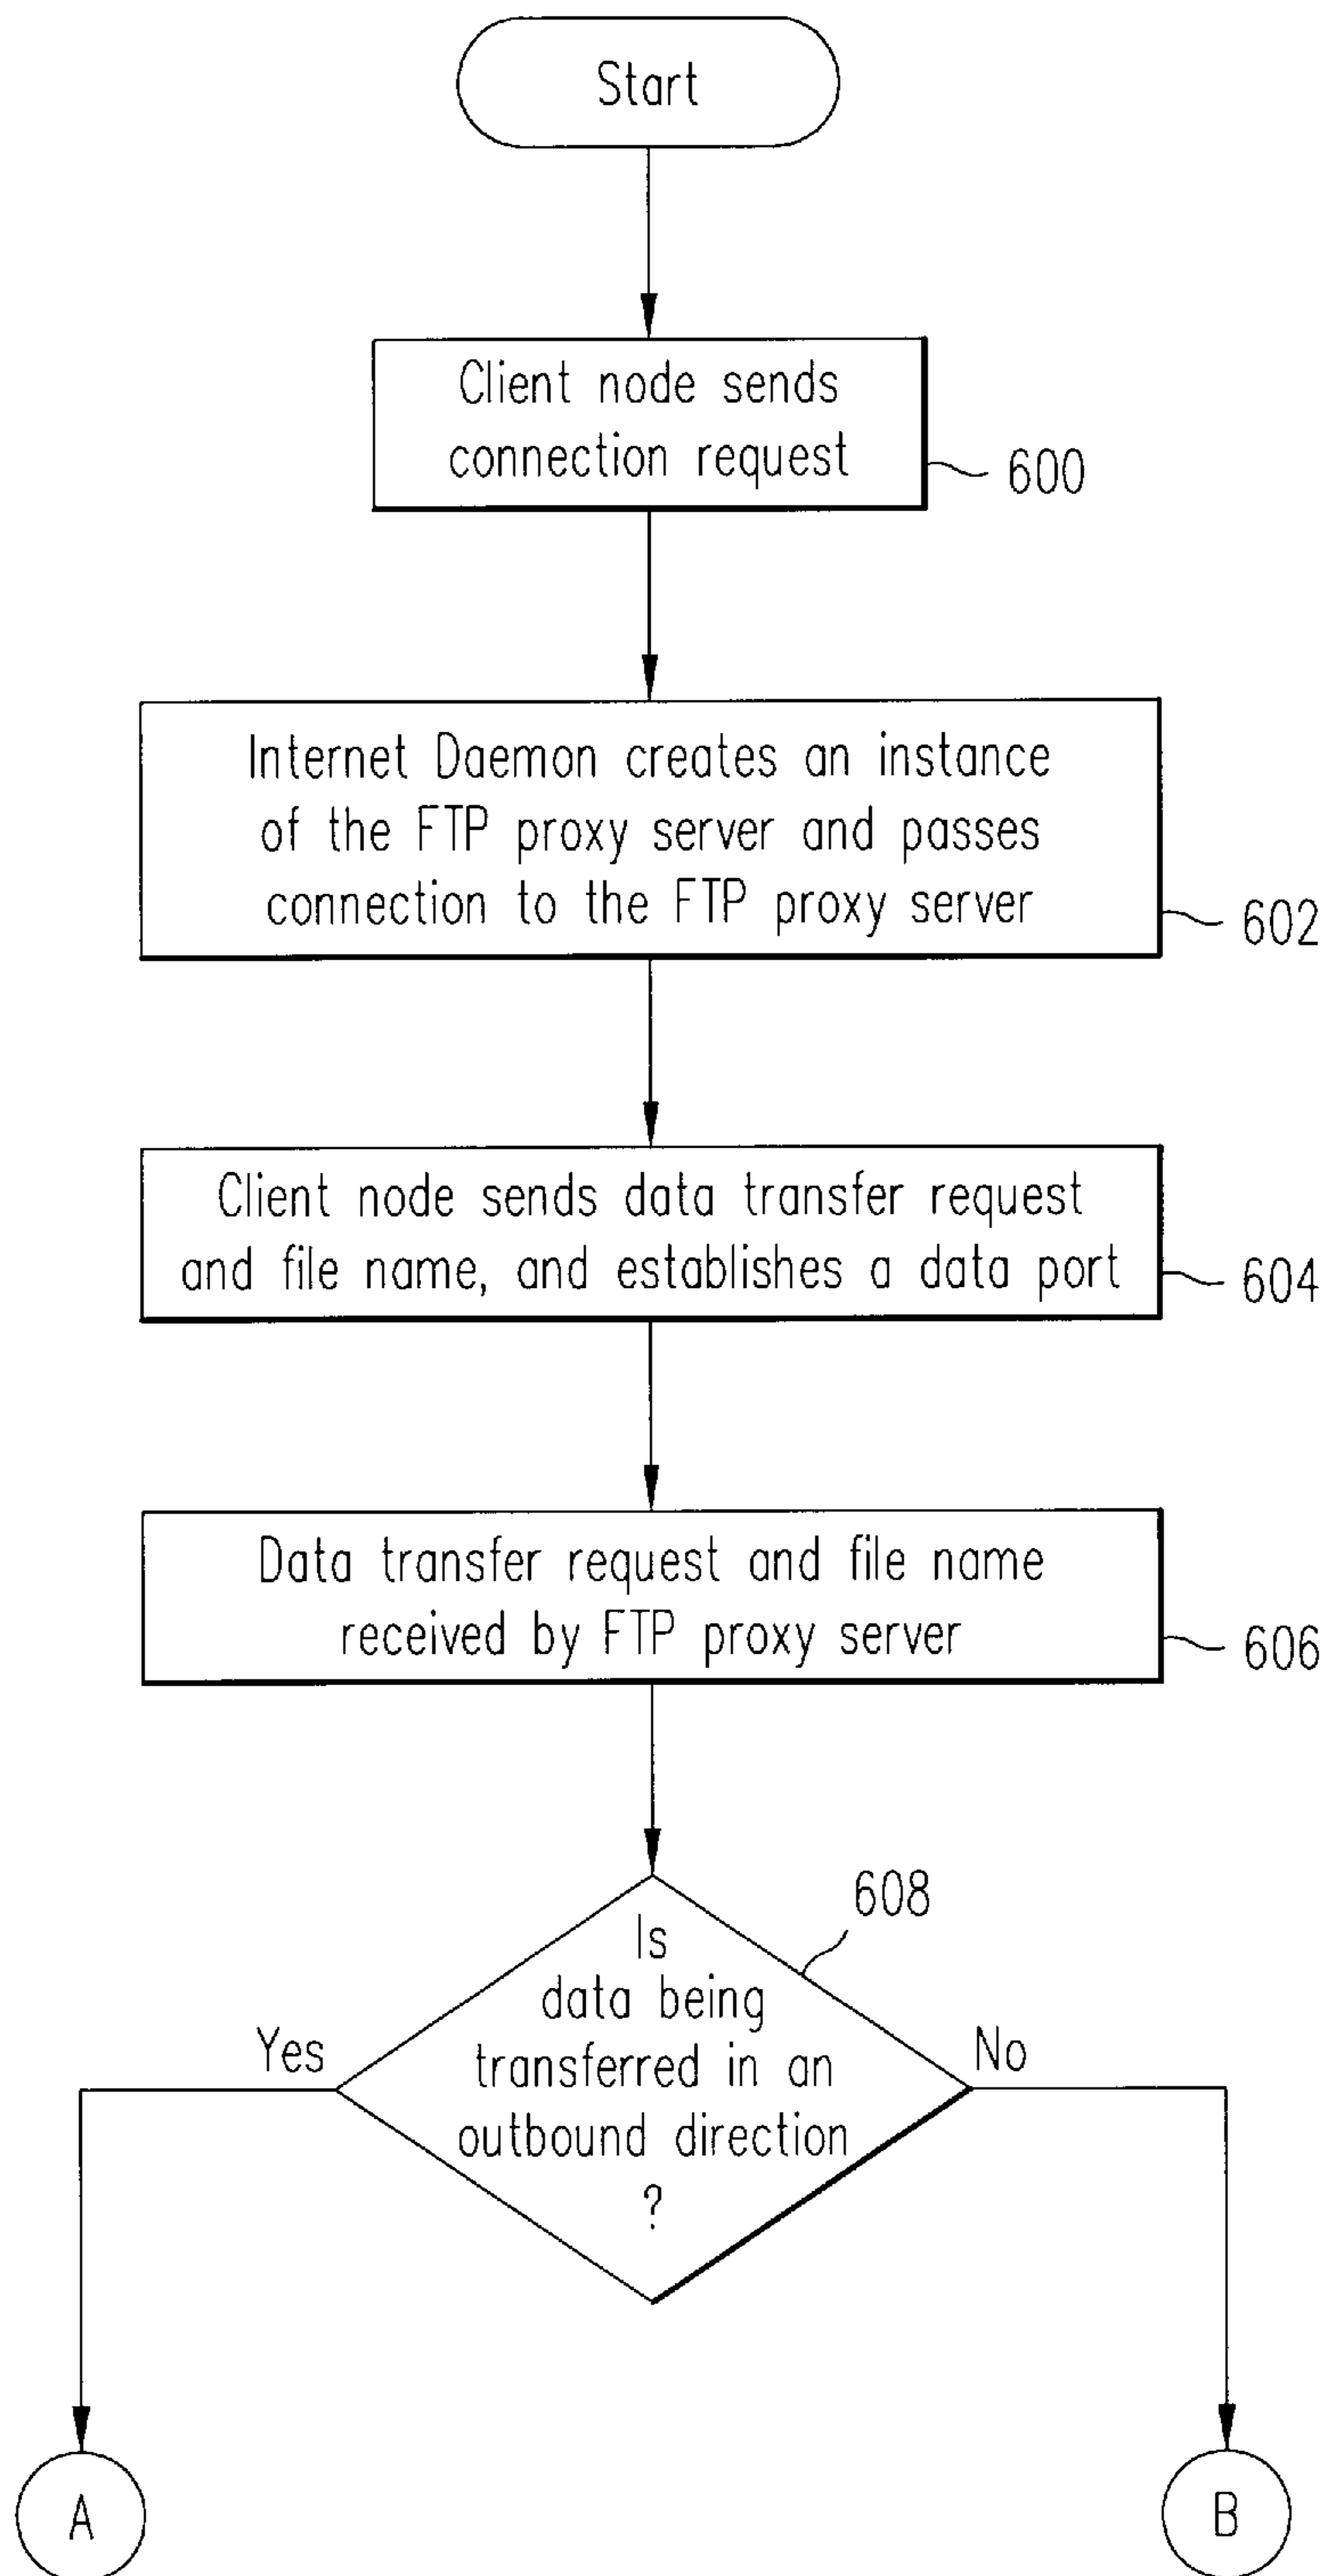 Start
Client node sends
connection request
600
Internet Daemon creates an instance
of the FTP proxy server and passes
connection to the FTP proxy server
602
Client node sends data transfer request
and file name, and establishes a data port
604
Data transfer request and file name
received by FTP proxy server
606
608
Is
data being
transferred in an
outbound direction
?
Yes
No
A
B